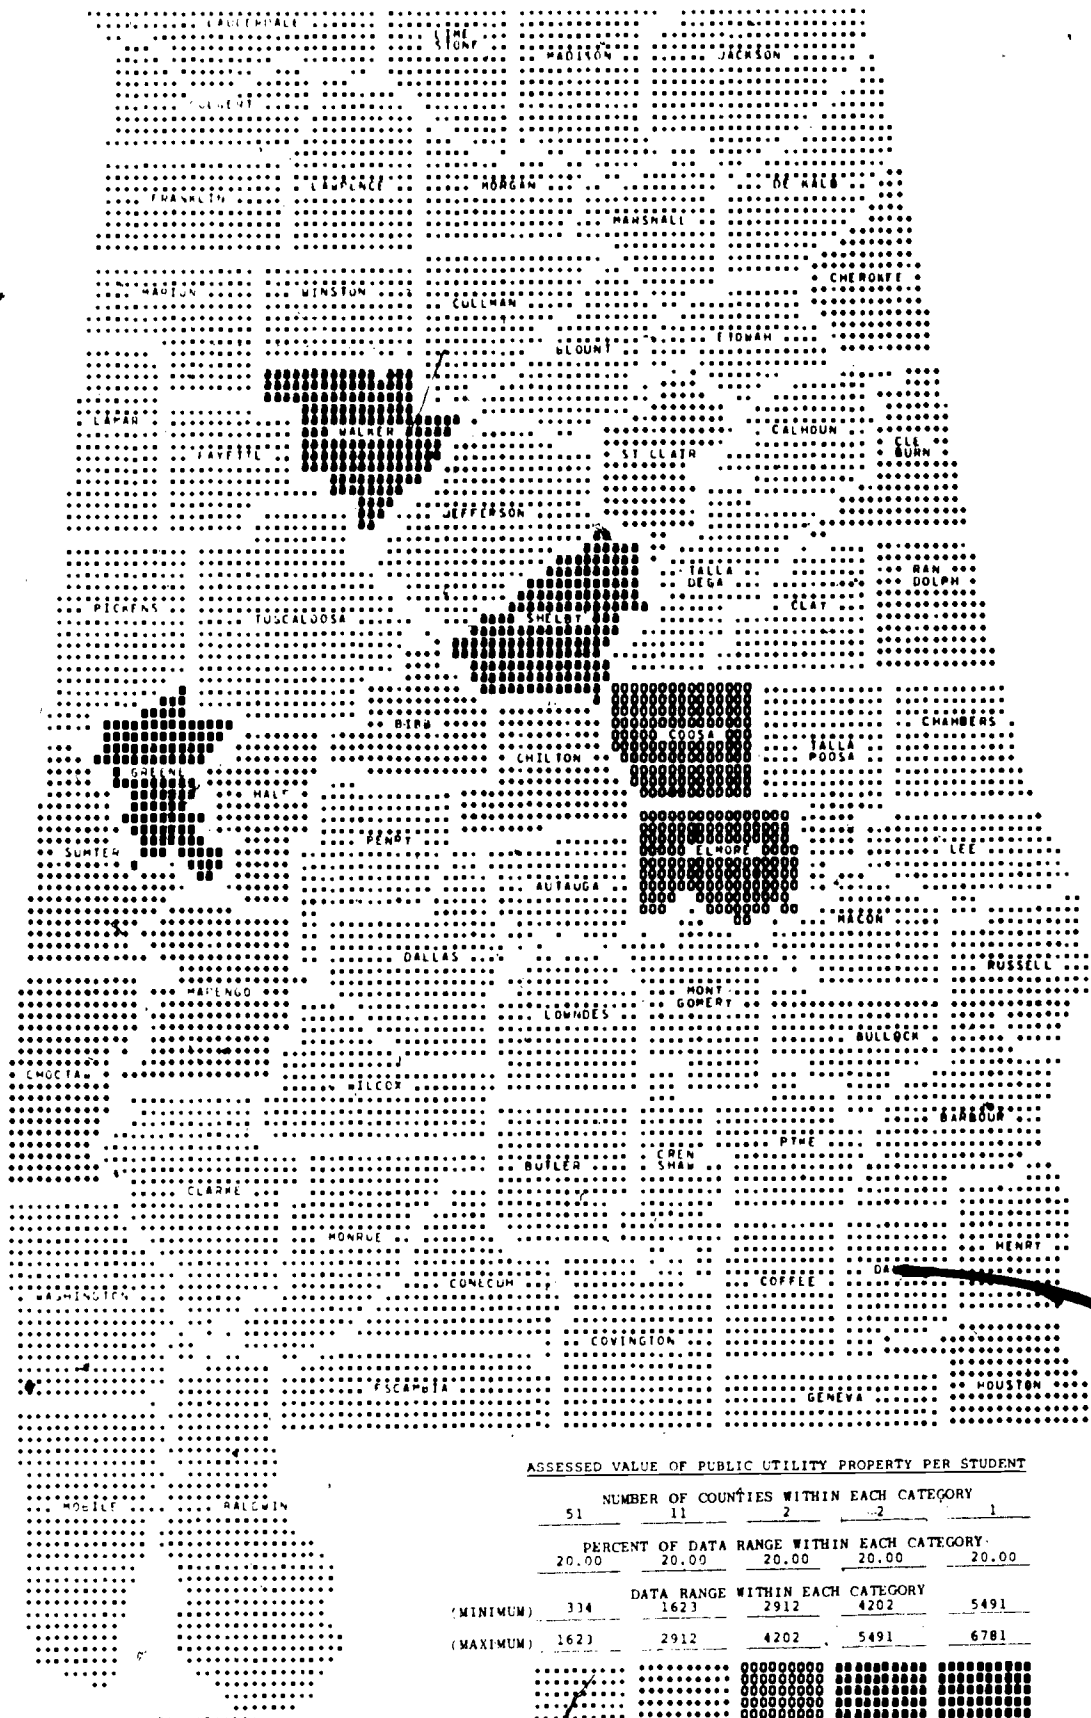 LAUDERDALE
LIME
STONE
MADISON
JACKSON
COLBERT
FRANKLIN
LAWRENCE
MORGAN
DE KALB
MARSHALL
CHEROKEE
MARION
WINSTON
CULLMAN
BLOUNT
ETOWAH
LAMAR
FAYETTE
WALKER
ST CLAIR
CALHOUN
CLE
BURN
JEFFERSON
TALLA
DEGA
RAN
DOLPH
CLAY
PICKENS
TUSCALOOSA
SHELBY
BIBB
CHILTON
COOSA
TALLA
POOSA
CHAMBERS
GREENE
HALE
SUMTER
PERRY
AUTAUGA
ELMORE
LEE
MACON
DALLAS
RUSSELL
MARENGO
LOWNDES
MONT
GOMERY
BULLOCK
CHOCTAW
WILCOX
BARBOUR
PIKE
CLARKE
BUTLER
CREN
SHAW
MONROE
HENRY
WASHINGTON
CONECUH
COFFEE
DA
COVINGTON
ESCAMBIA
GENEVA
HOUSTON
MOBILE
BALDWIN
ASSESSED VALUE OF PUBLIC UTILITY PROPERTY PER STUDENT
NUMBER OF COUNTIES WITHIN EACH CATEGORY
51 11 2 2 1
PERCENT OF DATA RANGE WITHIN EACH CATEGORY
20.00 20.00 20.00 20.00 20.00
DATA RANGE WITHIN EACH CATEGORY
(MINIMUM) 334 1623 2912 4202 5491
(MAXIMUM) 1623 2912 4202 5491 6781